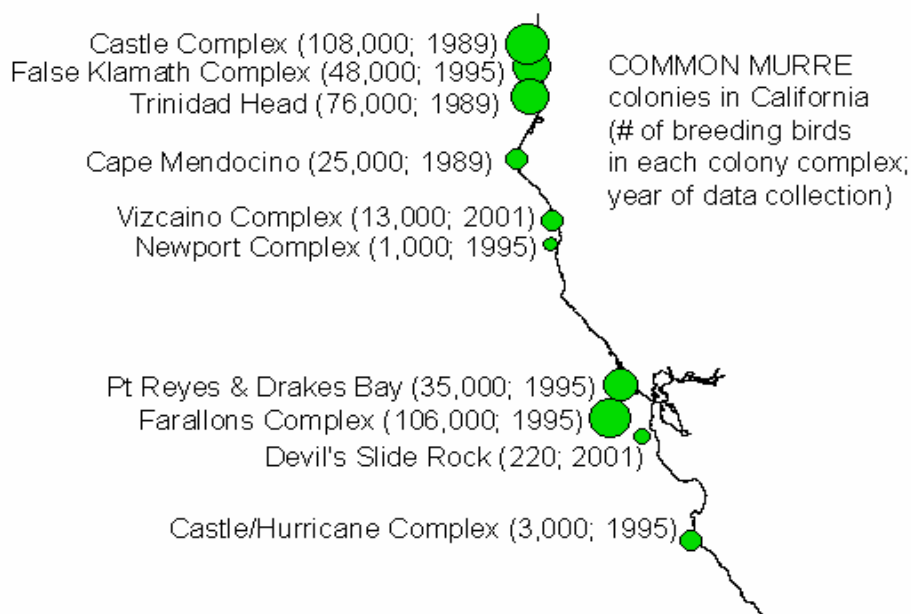 Castle Complex (108,000; 1989)
False Klamath Complex (48,000; 1995)
Trinidad Head (76,000; 1989)
COMMON MURRE
colonies in California
(# of breeding birds
in each colony complex;
year of data collection)
Cape Mendocino (25,000; 1989)
Vizcaino Complex (13,000; 2001)
Newport Complex (1,000; 1995)
Pt Reyes & Drakes Bay (35,000; 1995)
Farallons Complex (106,000; 1995)
Devil's Slide Rock (220; 2001)
Castle/Hurricane Complex (3,000; 1995)